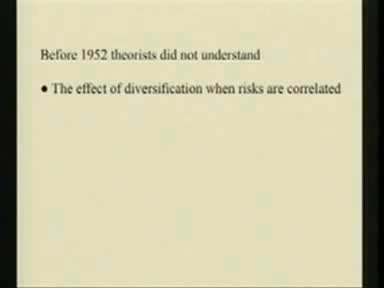 Before 1952 theorists did not understand
● The effect of diversification when risks are correlated